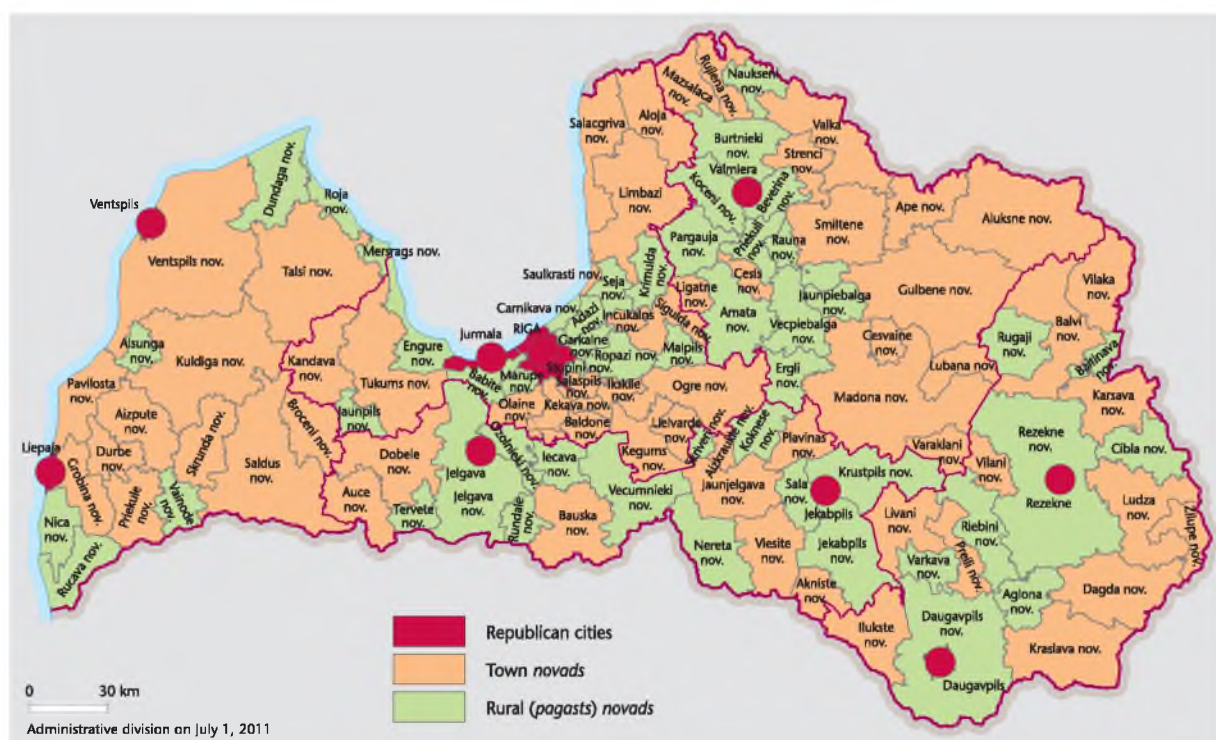 Mazsalaca
nov.
Rujiena nov.
Naukseni
nov.
Salacgriva
nov.
Aloja
nov.
Valka
nov.
Burtnieki
nov.
Strenci
nov.
Valmiera
Koceni nov.
Beverina
nov.
Limbazi
nov.
Dundaga nov.
Roja
nov.
Ventspils
Ventspils nov.
Talsi nov.
Mersrags nov.
Smiltene
nov.
Ape nov.
Aluksne nov.
Priekuli
nov.
Rauna
nov.
Pargauja
nov.
Krimulda
nov.
Saulkrasti nov.
Seja
nov.
Ligatne
nov.
Cesis
nov.
Carnikava nov.
Adazi
nov.
Incukalns
nov.
Sigulda nov.
Amata
nov.
Jaunpiebalga
nov.
Vecpiebalga
nov.
Gulbene nov.
Vilaka
nov.
Balvi
nov.
Rugaji
nov.
Baltinava
nov.
RIGA
Jurmala
Garkalne
nov.
Ropazi nov.
Malpils
nov.
Cesvaine
nov.
Lubana nov.
Alsunga
nov.
Kuldiga nov.
Kandava
nov.
Engure
nov.
Tukums nov.
Babite
nov.
Marupe
nov.
Stopini nov.
Salaspils
nov.
Ikskile
nov.
Ogre nov.
Ergli
nov.
Madona nov.
Karsava
nov.
Pavilosta
nov.
Aizpute
nov.
Skrunda nov.
Broceni nov.
Jaunpils
nov.
Olaine
nov.
Kekava nov.
Baldone
nov.
Lielvarde
nov.
Skriveri nov.
Aizkraukle nov.
Koknese
nov.
Plavinas
nov.
Varaklani
nov.
Rezekne
nov.
Cibla nov.
Liepaja
Durbe
nov.
Grobina nov.
Saldus
nov.
Dobele
nov.
Jelgava
Ozolnieki nov.
Iecava
nov.
Kegums
nov.
Krustpils nov.
Vilani
nov.
Rezekne
Priekule
nov.
Vainode
nov.
Auce
nov.
Tervete
nov.
Jelgava
nov.
Rundale
nov.
Bauska
nov.
Vecumnieki
nov.
Jaunjelgava
nov.
Sala
nov.
Jekabpils
Livani
nov.
Riebini
nov.
Ludza
nov.
Zilupe nov.
Nica
nov.
Rucava nov.
Nereta
nov.
Viesite
nov.
Jekabpils
nov.
Varkava
nov.
Preili nov.
Akniste
nov.
Aglona
nov.
Dagda nov.
Ilukste
nov.
Daugavpils
nov.
Kraslava nov.
Daugavpils
Republican cities
Town novads
Rural (pagasts) novads
0 30 km
Administrative division on July 1, 2011